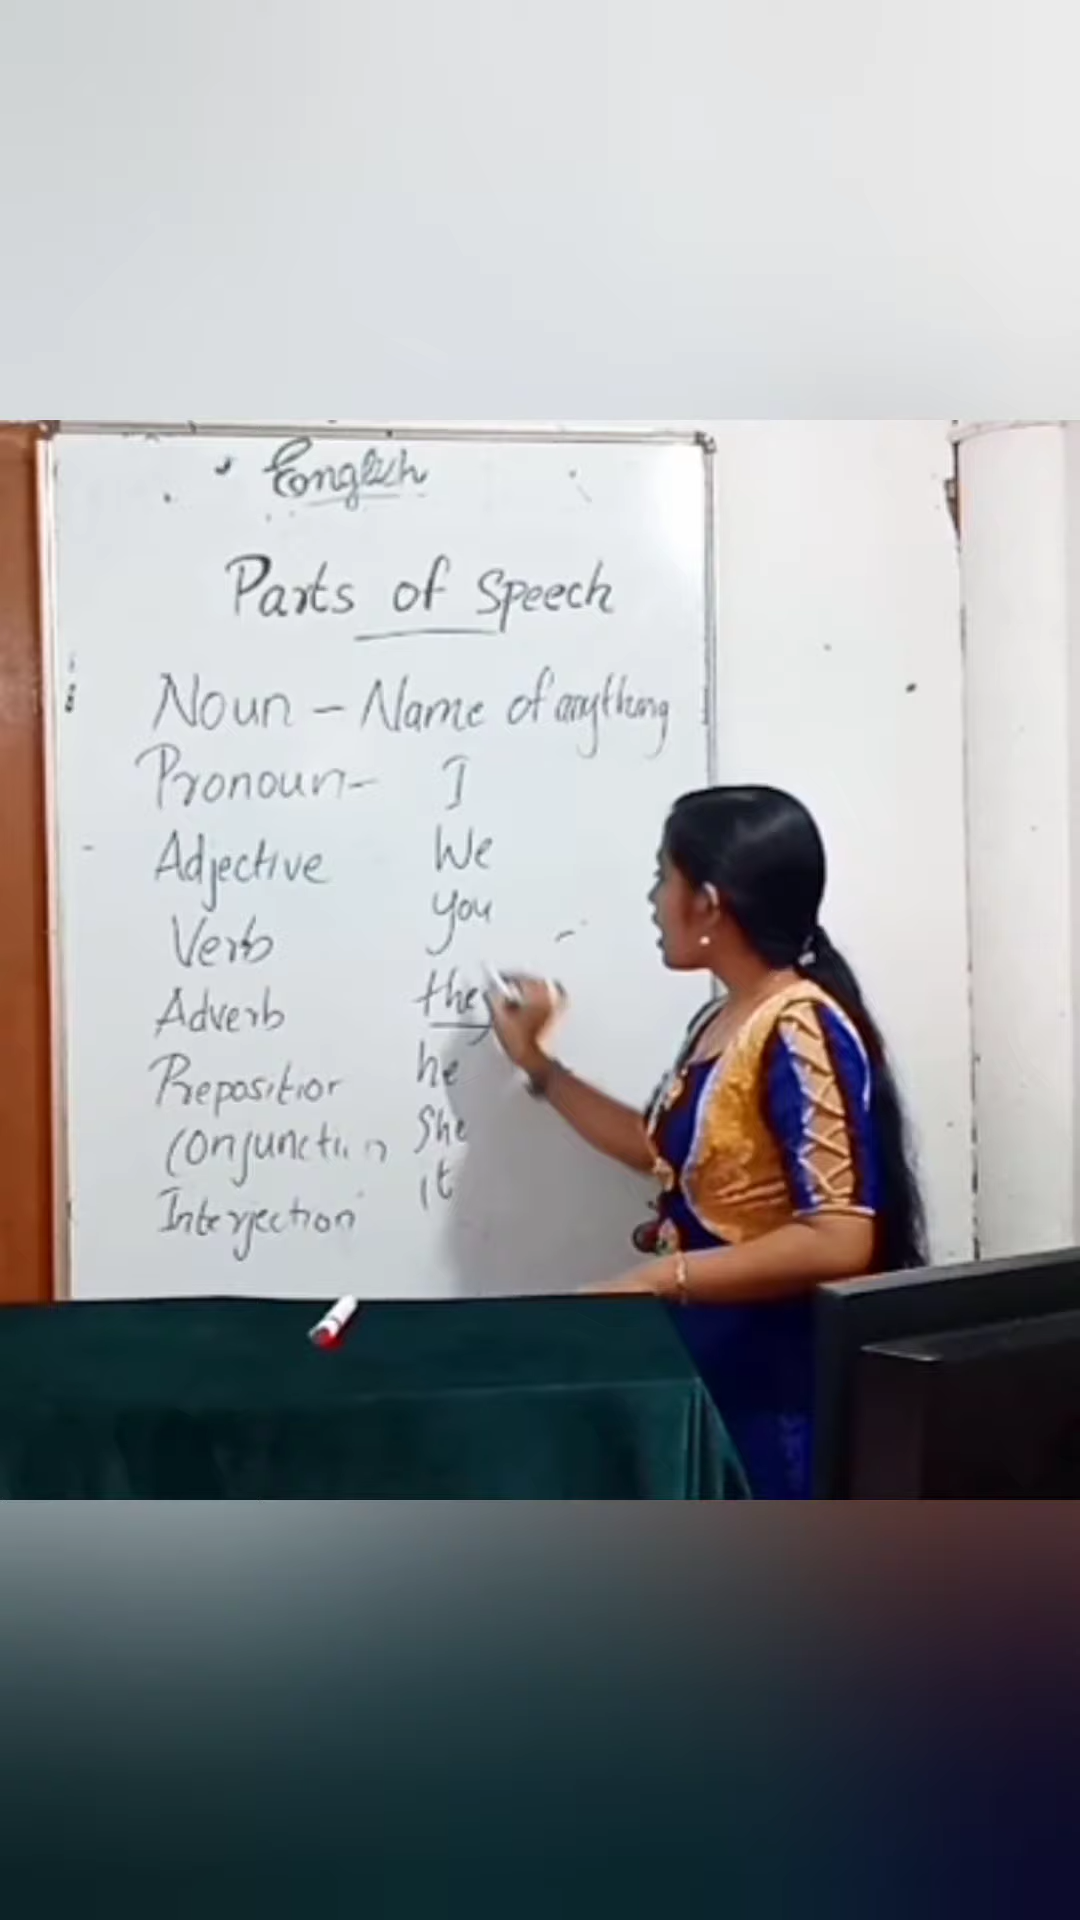 English
Parts of Speech
Noun - Name of anything
Pronoun - I
Adjective We
Verb you
Adverb they
Preposition he
Conjunction She
Interjection it